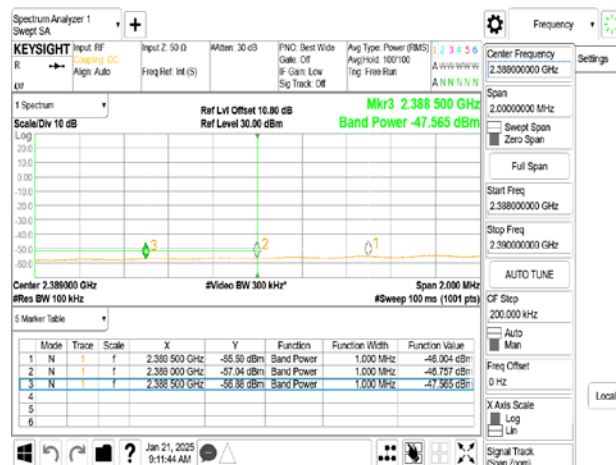 Spectrum Analyzer 1
Swept SA
+
Frequency
Settings
KEYSIGHT
R
Input: RF
Coupling: DC
Align: Auto
Input Z: 50 Ω
Freq Ref: Int (S)
#Atten: 30 dB
PNO: Best Wide
Gate: Off
IF Gain: Low
Sig Track: Off
Avg Type: Power (RMS)
Avg|Hold: 100/100
Trig: Free Run
1 2 3 4 5 6
A W W W W W
A N N N N N
1 Spectrum
Scale/Div 10 dB
Ref Lvl Offset 10.80 dB
Ref Level 30.00 dBm
Mkr3 2.388 500 GHz
Band Power -47.565 dBm
Log
20.0
10.0
0.00
-10.0
-20.0
-30.0
-40.0
-50.0
-60.0
3
2
1
Center 2.389000 GHz
#Res BW 100 kHz
#Video BW 300 kHz*
Span 2.000 MHz
#Sweep 100 ms (1001 pts)
5 Marker Table
Mode Trace Scale X Y Function Function Width Function Value
1 N 1 f 2.389 500 GHz -55.50 dBm Band Power 1.000 MHz -46.004 dBm
2 N 1 f 2.389 000 GHz -57.04 dBm Band Power 1.000 MHz -46.757 dBm
3 N 1 f 2.388 500 GHz -56.88 dBm Band Power 1.000 MHz -47.565 dBm
4
5
6
Jan 21, 2025
9:11:44 AM
?
Center Frequency
2.389000000 GHz
Span
2.00000000 MHz
Swept Span
Zero Span
Full Span
Start Freq
2.388000000 GHz
Stop Freq
2.390000000 GHz
AUTO TUNE
CF Step
200.000 kHz
Auto
Man
Freq Offset
0 Hz
X Axis Scale
Log
Lin
Signal Track
(Span Zoom)
Local